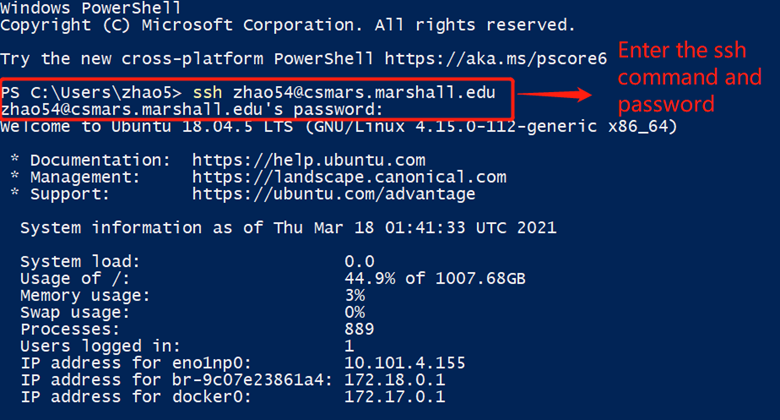 Windows PowerShell
Copyright (C) Microsoft Corporation. All rights reserved.
Try the new cross-platform PowerShell https://aka.ms/pscore6
PS C:\Users\zhao5> ssh zhao54@csmars.marshall.edu
zhao54@csmars.marshall.edu's password:
Enter the ssh
command and
password
Welcome to Ubuntu 18.04.5 LTS (GNU/Linux 4.15.0-112-generic x86_64)
* Documentation: https://help.ubuntu.com
* Management: https://landscape.canonical.com
* Support: https://ubuntu.com/advantage
System information as of Thu Mar 18 01:41:33 UTC 2021
System load: 0.0
Usage of /: 44.9% of 1007.68GB
Memory usage: 3%
Swap usage: 0%
Processes: 889
Users logged in: 1
IP address for eno1np0: 10.101.4.155
IP address for br-9c07e23861a4: 172.18.0.1
IP address for docker0: 172.17.0.1